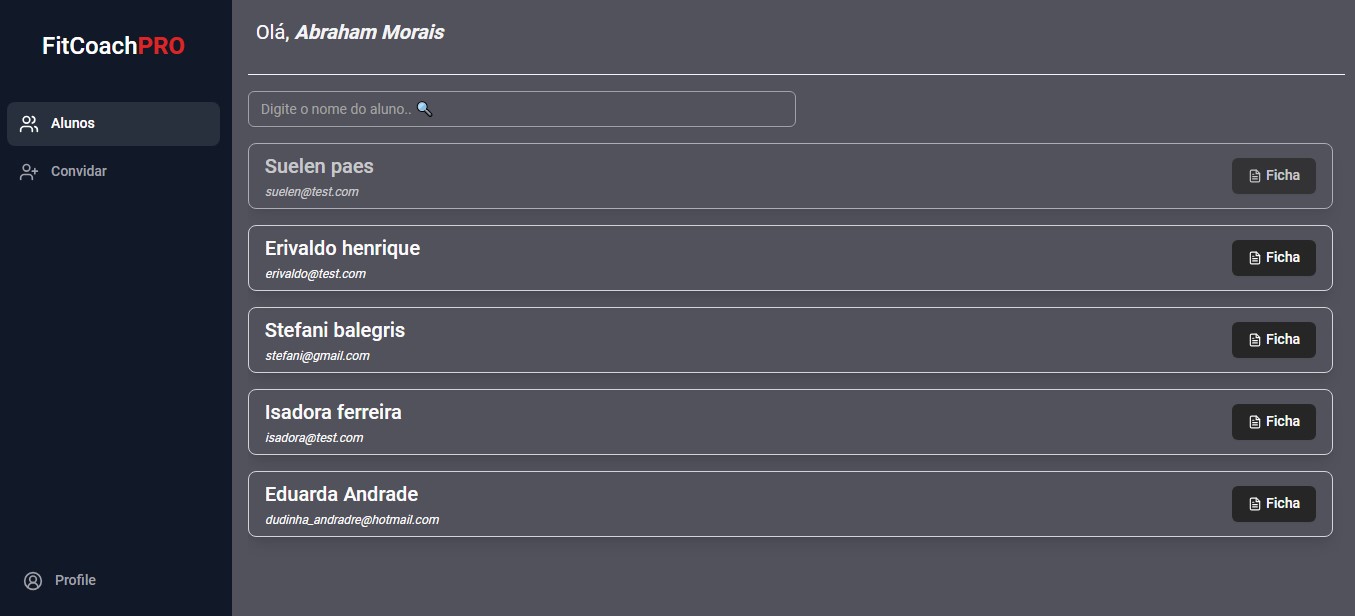 FitCoachPRO
Alunos
Convidar
Profile
Olá, Abraham Morais
Digite o nome do aluno.. 🔍
Suelen paes
suelen@test.com
Ficha
Erivaldo henrique
erivaldo@test.com
Ficha
Stefani balegris
stefani@gmail.com
Ficha
Isadora ferreira
isadora@test.com
Ficha
Eduarda Andrade
dudinha_andradre@hotmail.com
Ficha